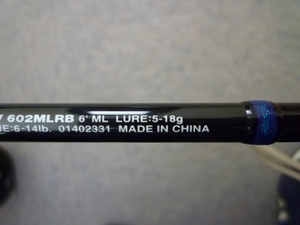 602MLRB 6' ML LURE:5-18g
6-14lb. 01402331 MADE IN CHINA